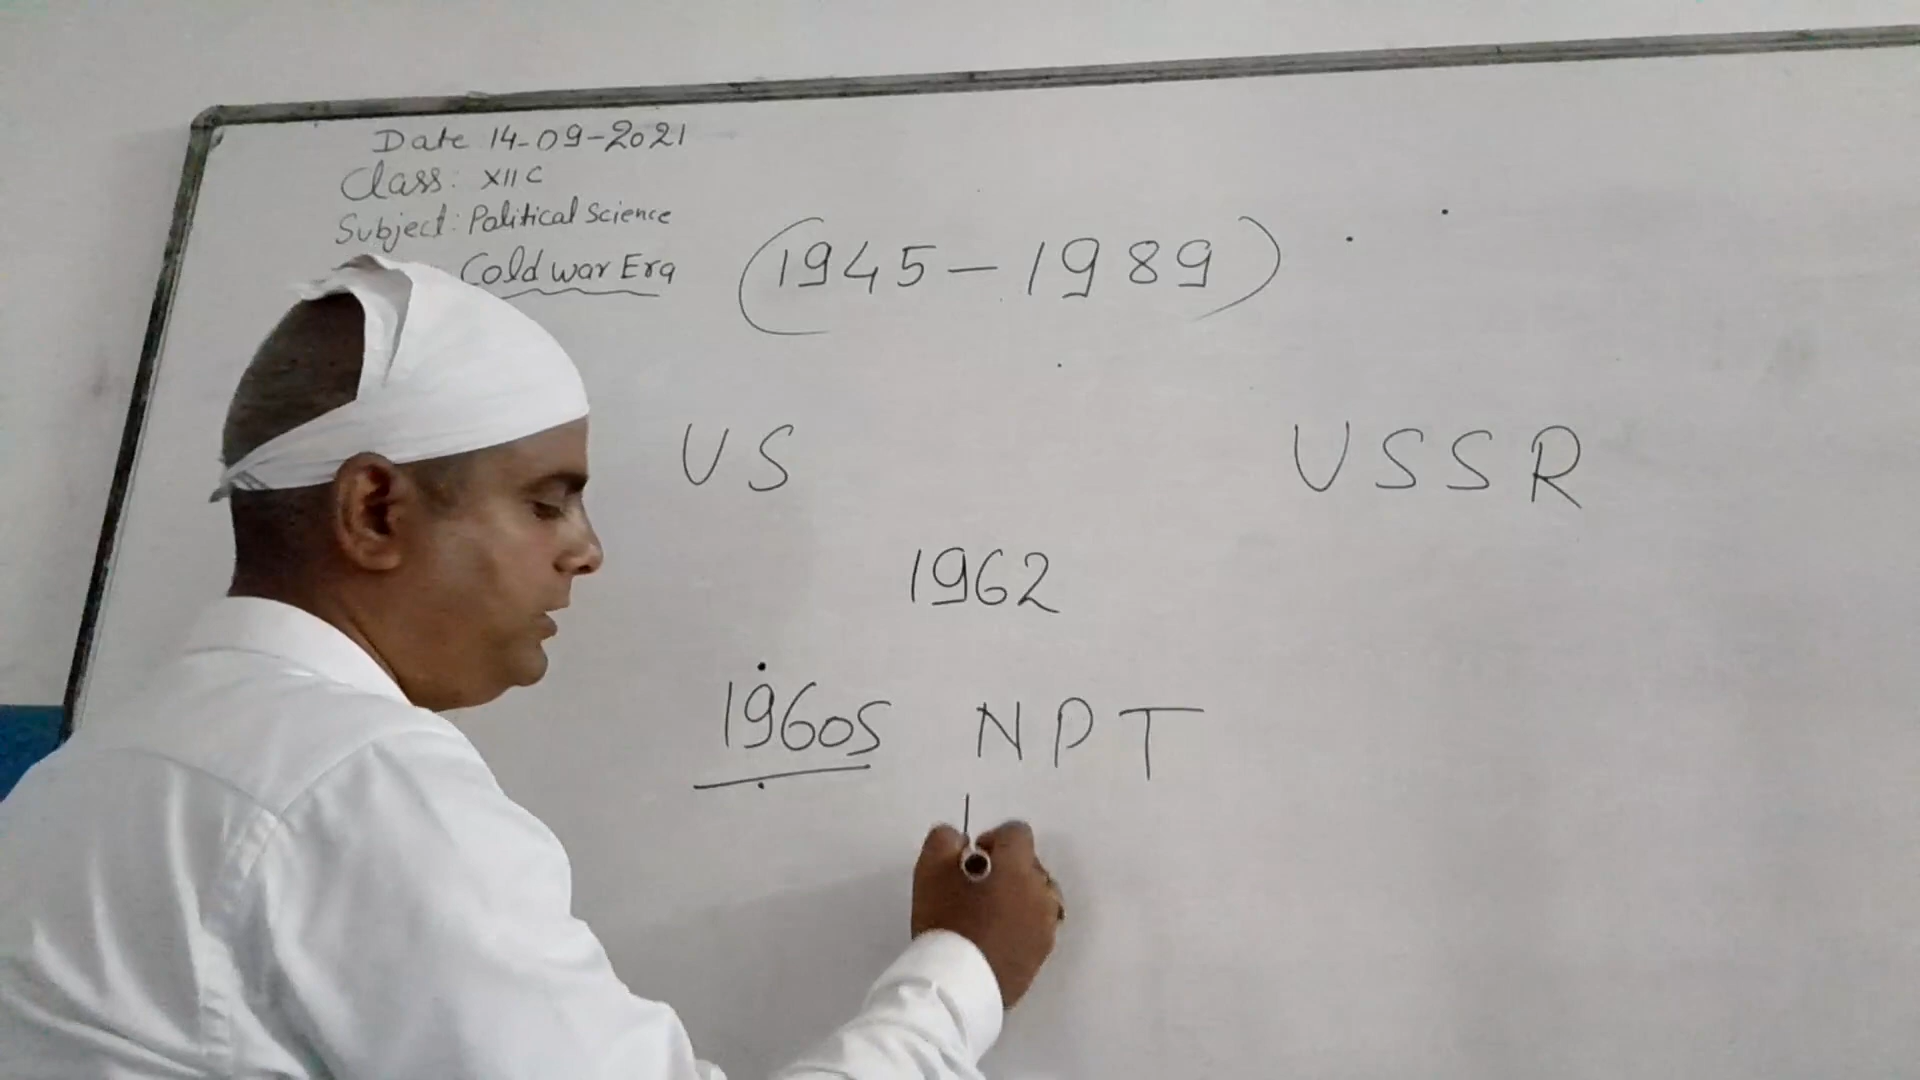 Date 14-09-2021
Class: XII C
Subject: Political Science
Cold war Era (1945-1989)
US USSR
1962
1960s NPT